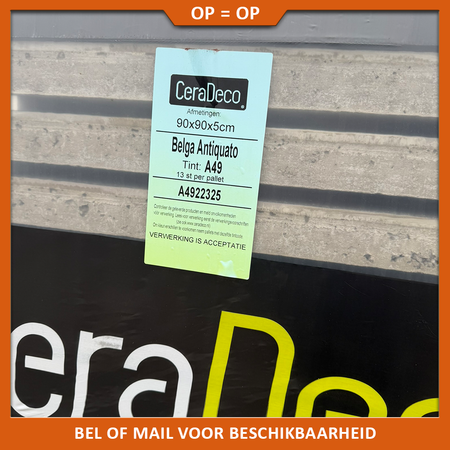 OP = OP
CeraDeco®
Afmetingen:
90x90x5cm
Belga Antiquato
Tint: A49
13 st per pallet
A4922325
VERWERKING IS ACCEPTATIE
eraDec
BEL OF MAIL VOOR BESCHIKBAARHEID